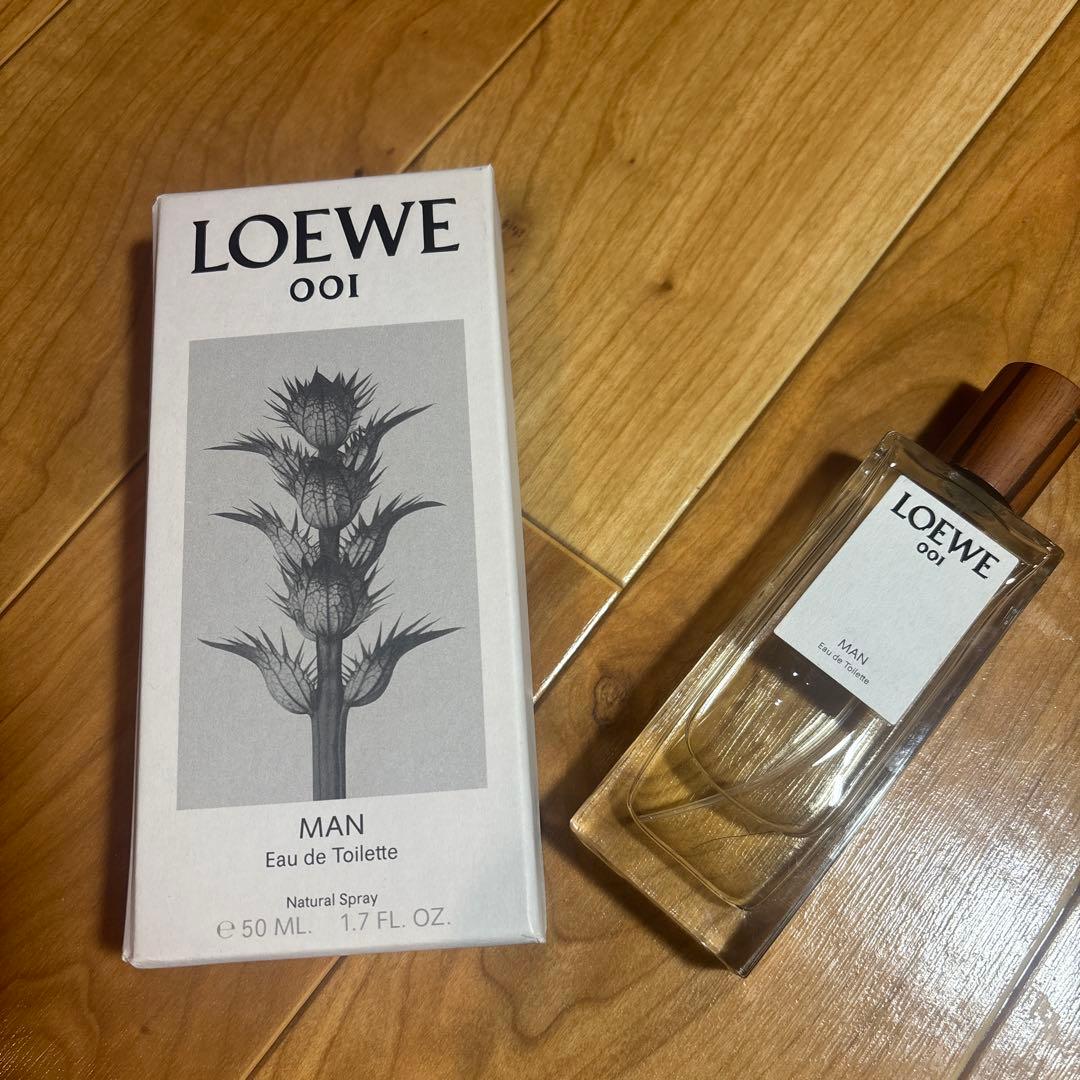 LOEWE
001
MAN
Eau de Toilette
Natural Spray
℮ 50 ML. 1.7 FL. OZ.
LOEWE
001
MAN
Eau de Toilette